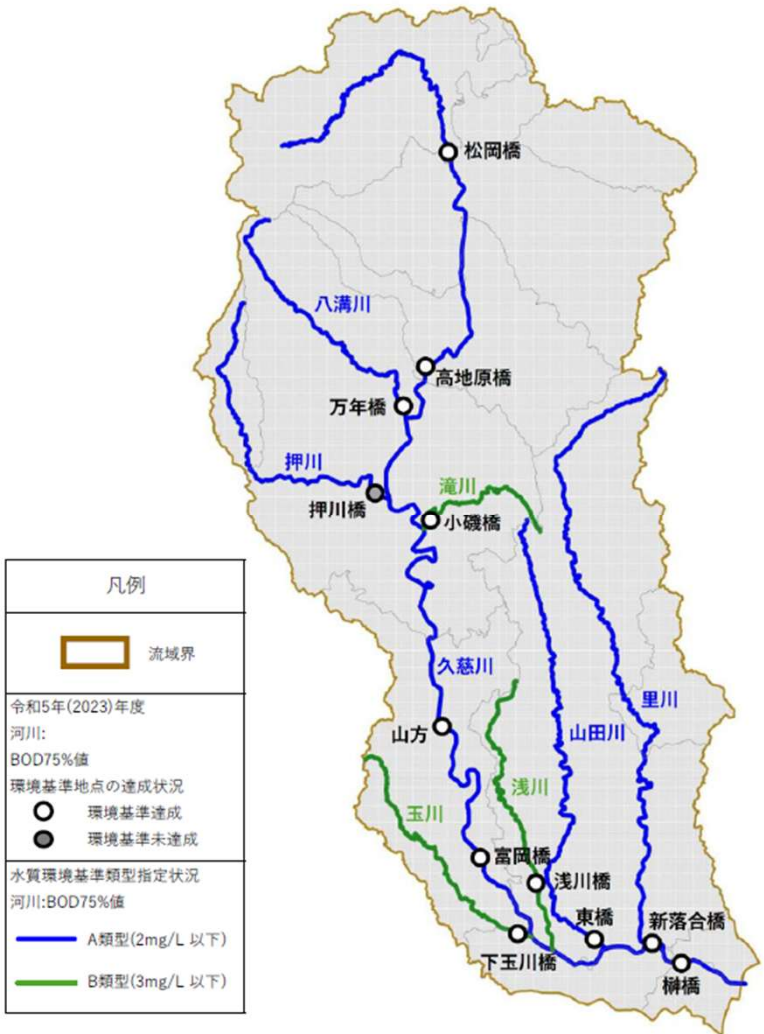 松岡橋
八溝川
高地原橋
万年橋
押川
滝川
押川橋
小磯橋
久慈川
里川
山方
山田川
浅川
玉川
富岡橋
浅川橋
東橋
新落合橋
下玉川橋
榊橋
凡例
流域界
令和5年(2023)年度
河川:
BOD75%値
環境基準地点の達成状況
環境基準達成
環境基準未達成
水質環境基準類型指定状況
河川:BOD75%値
A類型(2mg/L 以下)
B類型(3mg/L 以下)